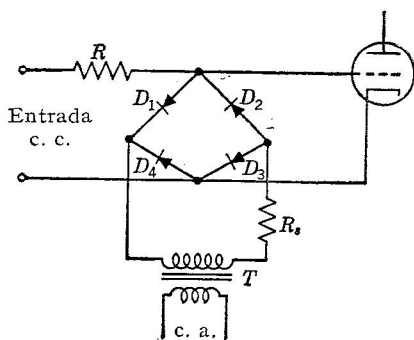 R
D₁
D₂
Entrada
c. c.
D₄
D₃
Rₛ
T
c. a.